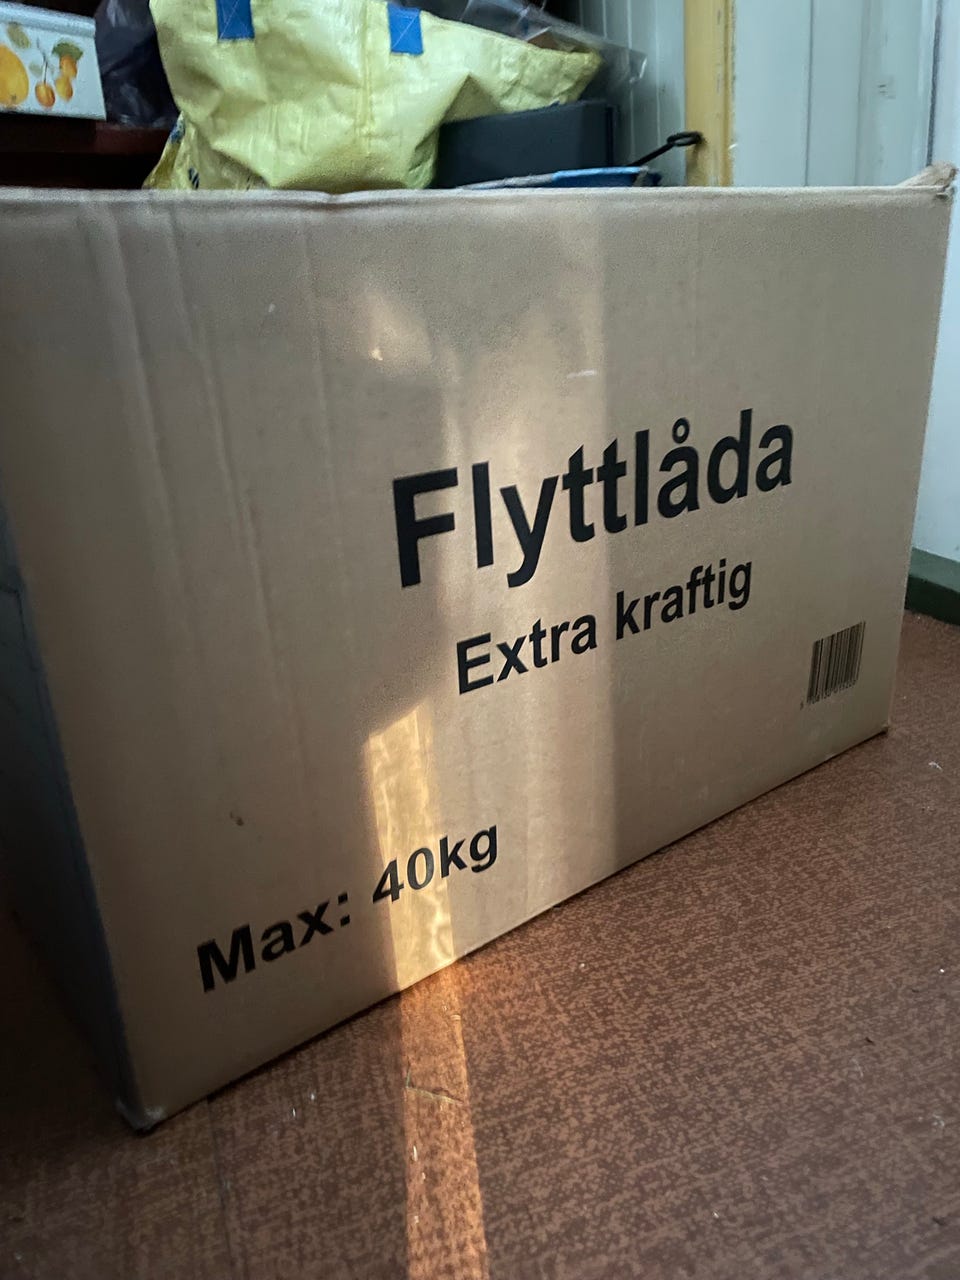 Flyttlåda
Extra kraftig
Max: 40kg